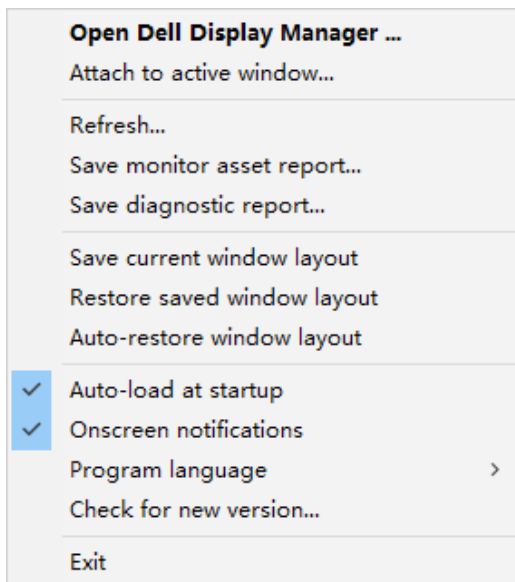 Open Dell Display Manager ...
Attach to active window...
Refresh...
Save monitor asset report...
Save diagnostic report...
Save current window layout
Restore saved window layout
Auto-restore window layout
Auto-load at startup
Onscreen notifications
Program language
Check for new version...
Exit